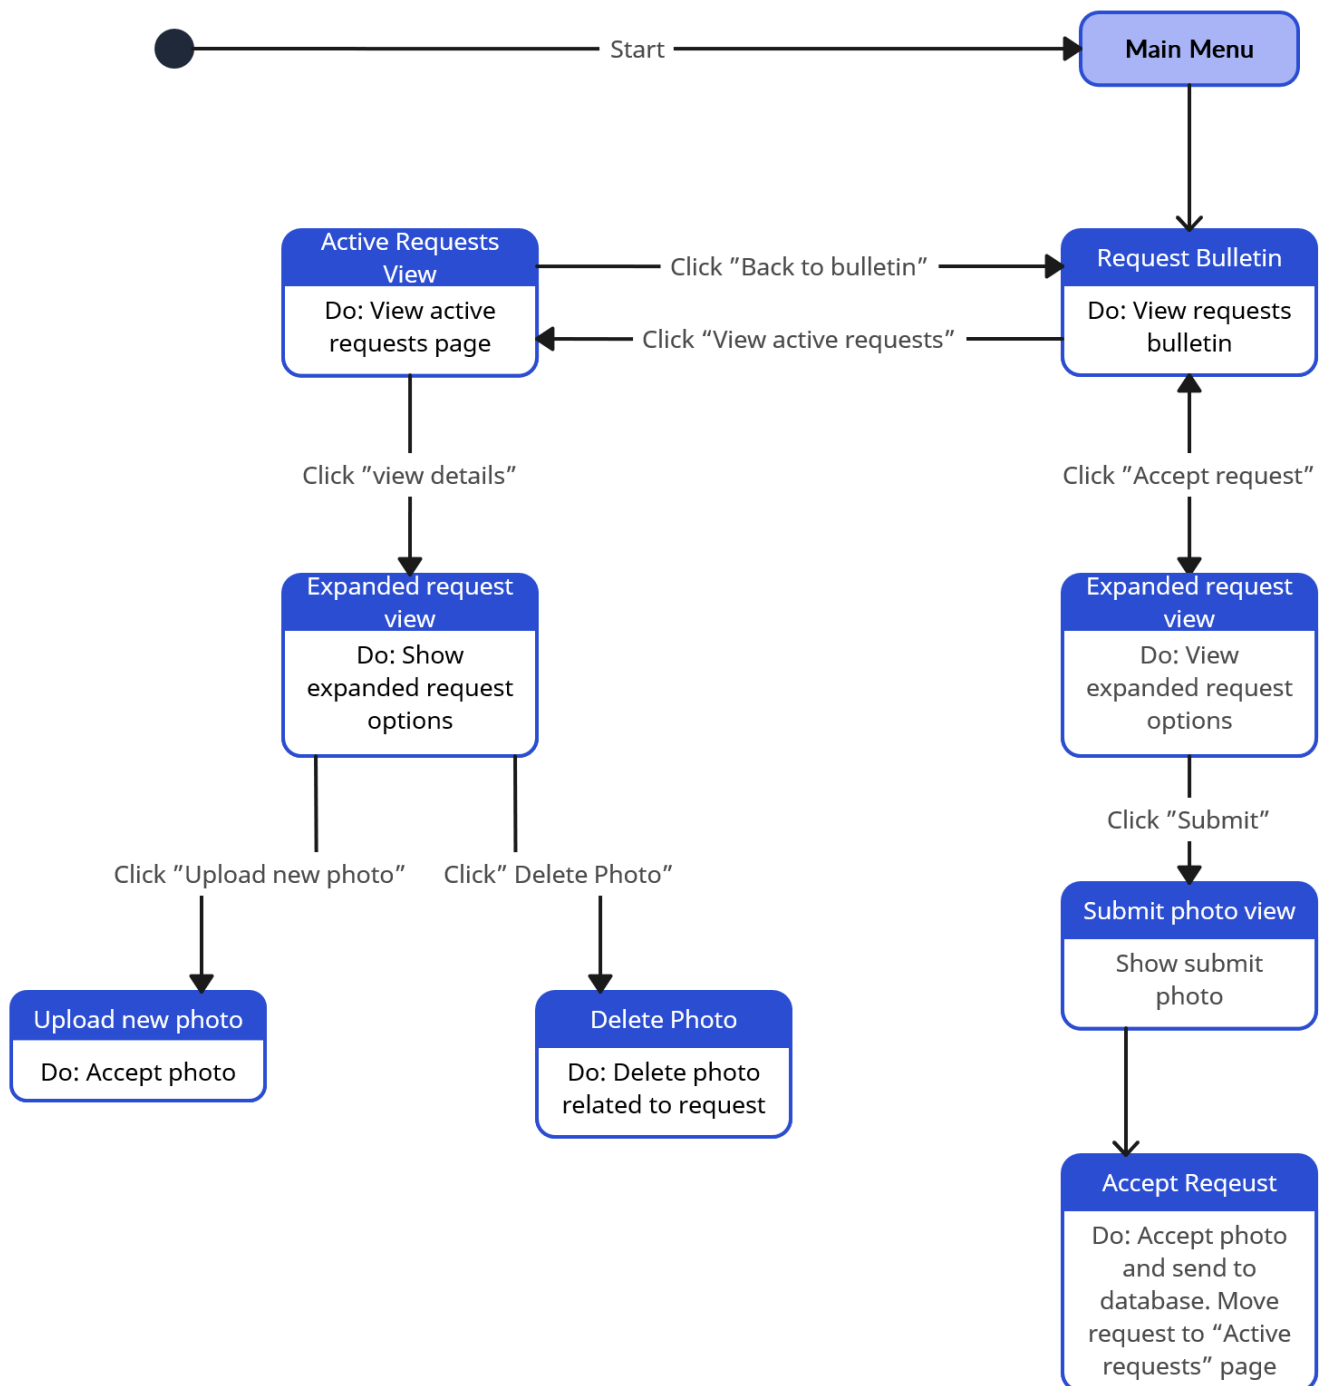 Start
Main Menu
Active Requests
View
Do: View active
requests page
Click ”Back to bulletin”
Click “View active requests”
Request Bulletin
Do: View requests
bulletin
Click ”view details”
Click ”Accept request”
Expanded request
view
Do: Show
expanded request
options
Expanded request
view
Do: View
expanded request
options
Click ”Submit”
Click ”Upload new photo”
Click” Delete Photo”
Submit photo view
Show submit
photo
Upload new photo
Do: Accept photo
Delete Photo
Do: Delete photo
related to request
Accept Reqeust
Do: Accept photo
and send to
database. Move
request to “Active
requests” page